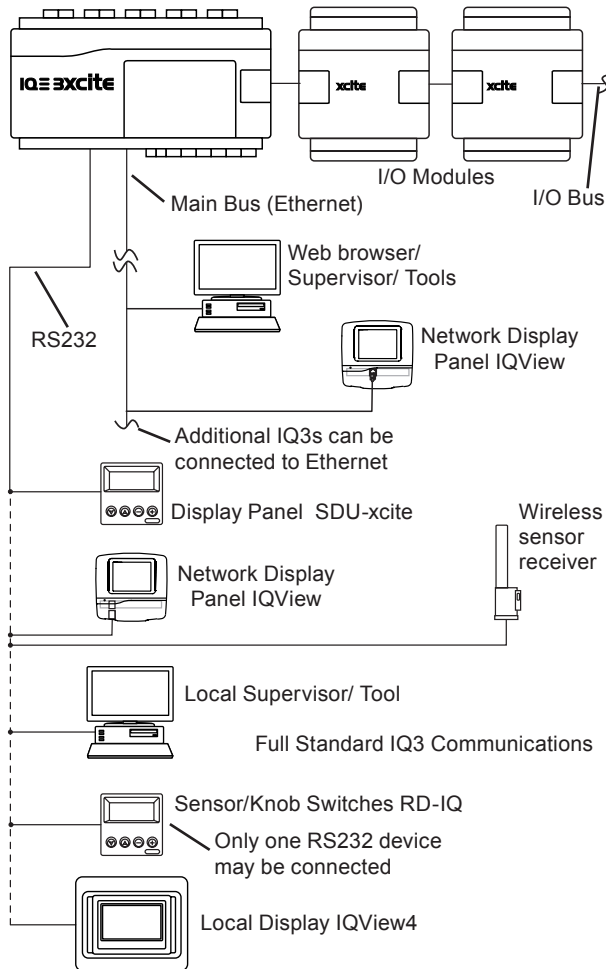 IQ3 3xcite
xcite
xcite
I/O Modules
I/O Bus
Main Bus (Ethernet)
Web browser/
Supervisor/ Tools
RS232
Network Display
Panel IQView
Additional IQ3s can be
connected to Ethernet
Display Panel SDU-xcite
Wireless
sensor
receiver
Network Display
Panel IQView
Local Supervisor/ Tool
Full Standard IQ3 Communications
Sensor/Knob Switches RD-IQ
Only one RS232 device
may be connected
Local Display IQView4